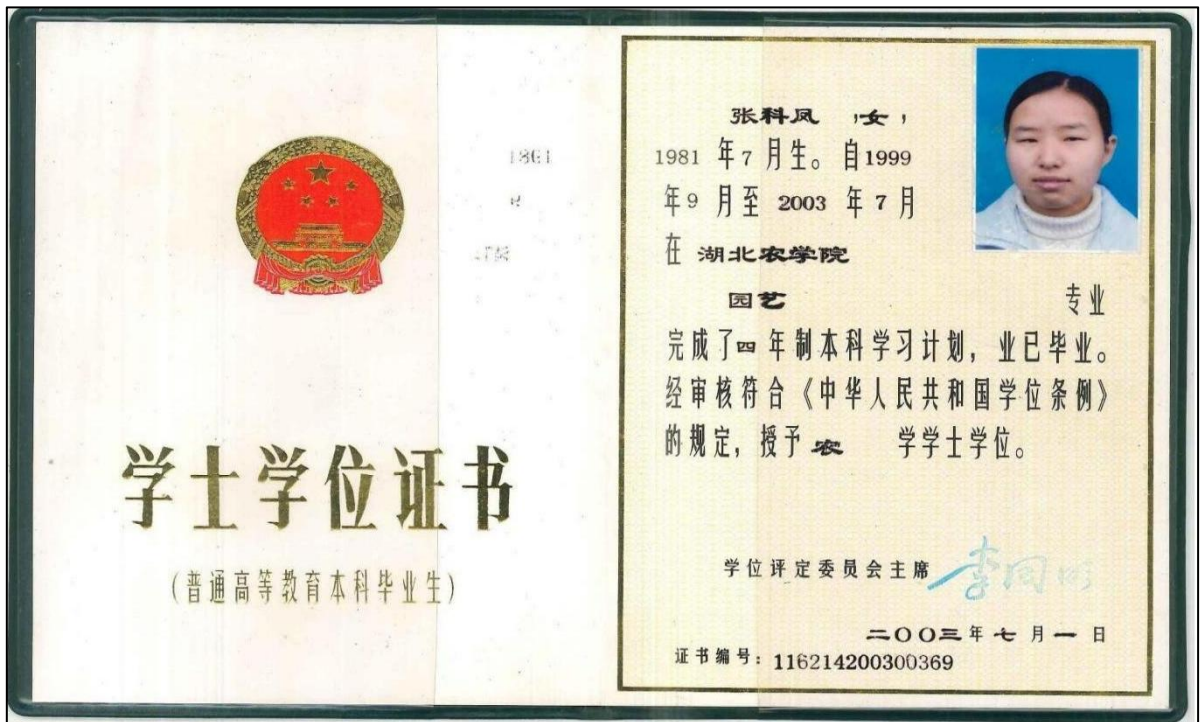 学士学位证书
(普通高等教育本科毕业生)
张科凤 ,女,
1981 年 7 月生。自1999
年 9 月至 2003 年 7 月
在 湖北农学院
园艺 专业
完成了四年制本科学习计划, 业已毕业。
经审核符合《中华人民共和国学位条例》
的规定, 授予 农 学学士学位。
学位评定委员会主席
二〇〇三年 七 月 一 日
证书编号: 116214200300369